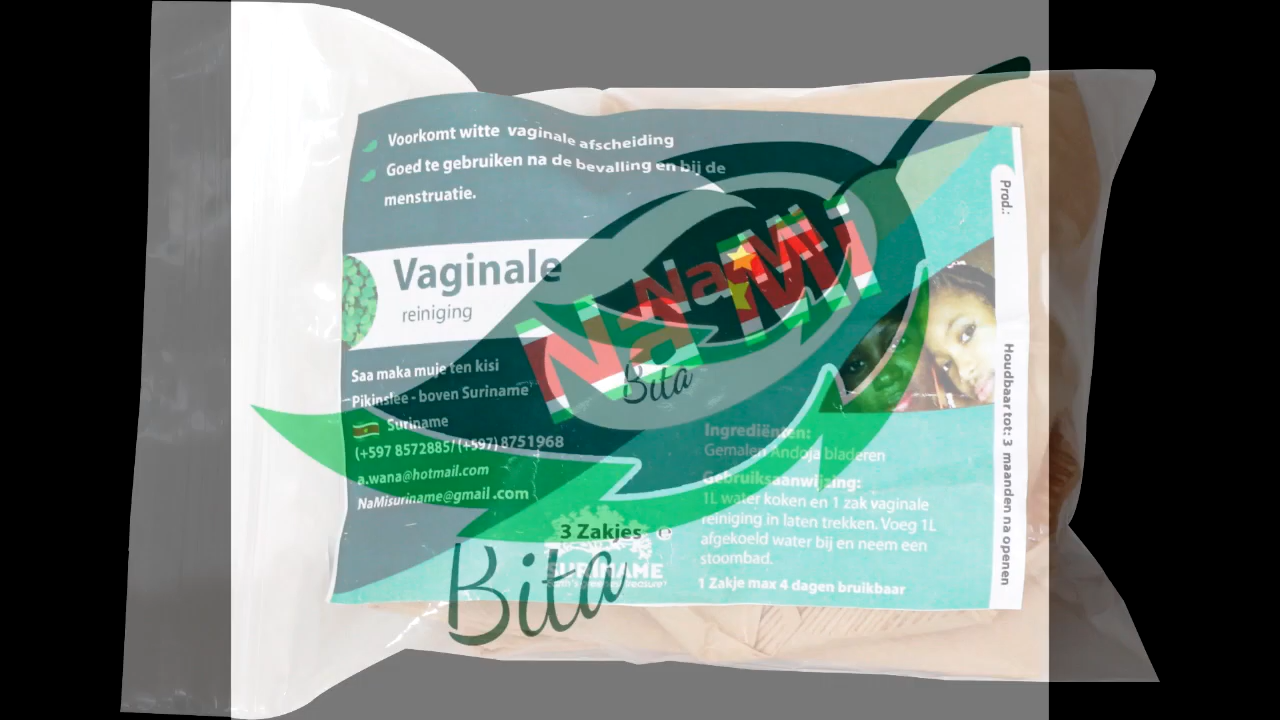 Voorkomt witte vaginale afscheiding
Goed te gebruiken na de bevalling en bij de
menstruatie.
Vaginale
reiniging
Saa maka muje ten kisi
Pikinslee - boven Suriname
Suriname
(+597 8572885/ (+597) 8751968
a.wana@hotmail.com
NaMisuriname@gmail.com
NaMi
Bita
NaMi
Bita
3 Zakjes ℮
SURINAME
Ingrediënten:
Gemalen Andoja bladeren
Gebruiksaanwijzing:
1L water koken en 1 zak vaginale
reiniging in laten trekken. Voeg 1L
afgekoeld water bij en neem een
stoombad.
1 Zakje max 4 dagen bruikbaar
Prod.:
Houdbaar tot: 3 maanden na openen